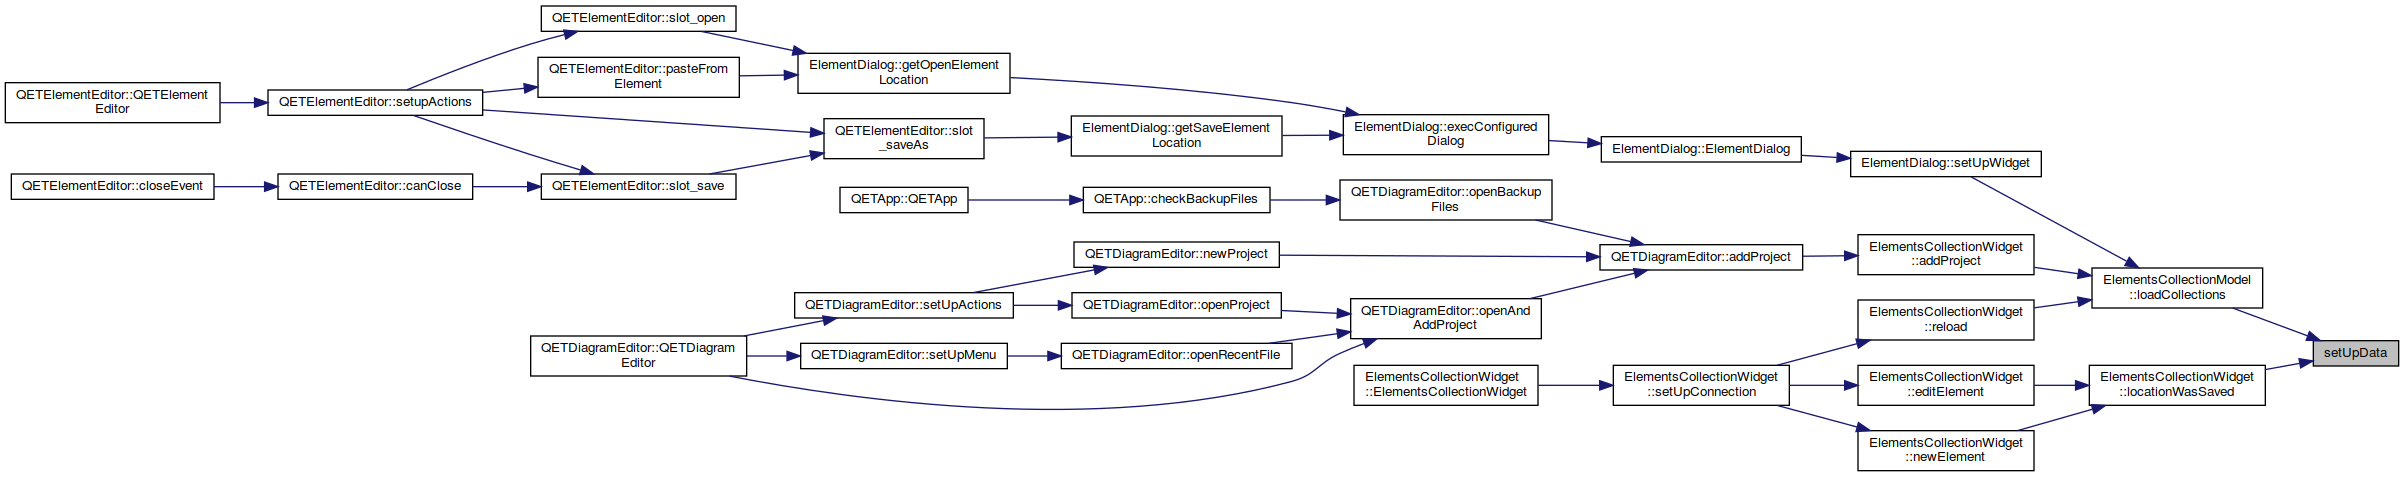 QETElementEditor::slot_open
QETElementEditor::pasteFrom
Element
ElementDialog::getOpenElement
Location
QETElementEditor::QETElement
Editor
QETElementEditor::setupActions
QETElementEditor::slot
_saveAs
ElementDialog::getSaveElement
Location
ElementDialog::execConfigured
Dialog
ElementDialog::ElementDialog
ElementDialog::setUpWidget
QETElementEditor::closeEvent
QETElementEditor::canClose
QETElementEditor::slot_save
QETApp::QETApp
QETApp::checkBackupFiles
QETDiagramEditor::openBackup
Files
QETDiagramEditor::newProject
QETDiagramEditor::addProject
ElementsCollectionWidget
::addProject
ElementsCollectionModel
::loadCollections
QETDiagramEditor::setUpActions
QETDiagramEditor::openProject
QETDiagramEditor::openAnd
AddProject
ElementsCollectionWidget
::reload
QETDiagramEditor::QETDiagram
Editor
QETDiagramEditor::setUpMenu
QETDiagramEditor::openRecentFile
setUpData
ElementsCollectionWidget
::ElementsCollectionWidget
ElementsCollectionWidget
::setUpConnection
ElementsCollectionWidget
::editElement
ElementsCollectionWidget
::locationWasSaved
ElementsCollectionWidget
::newElement